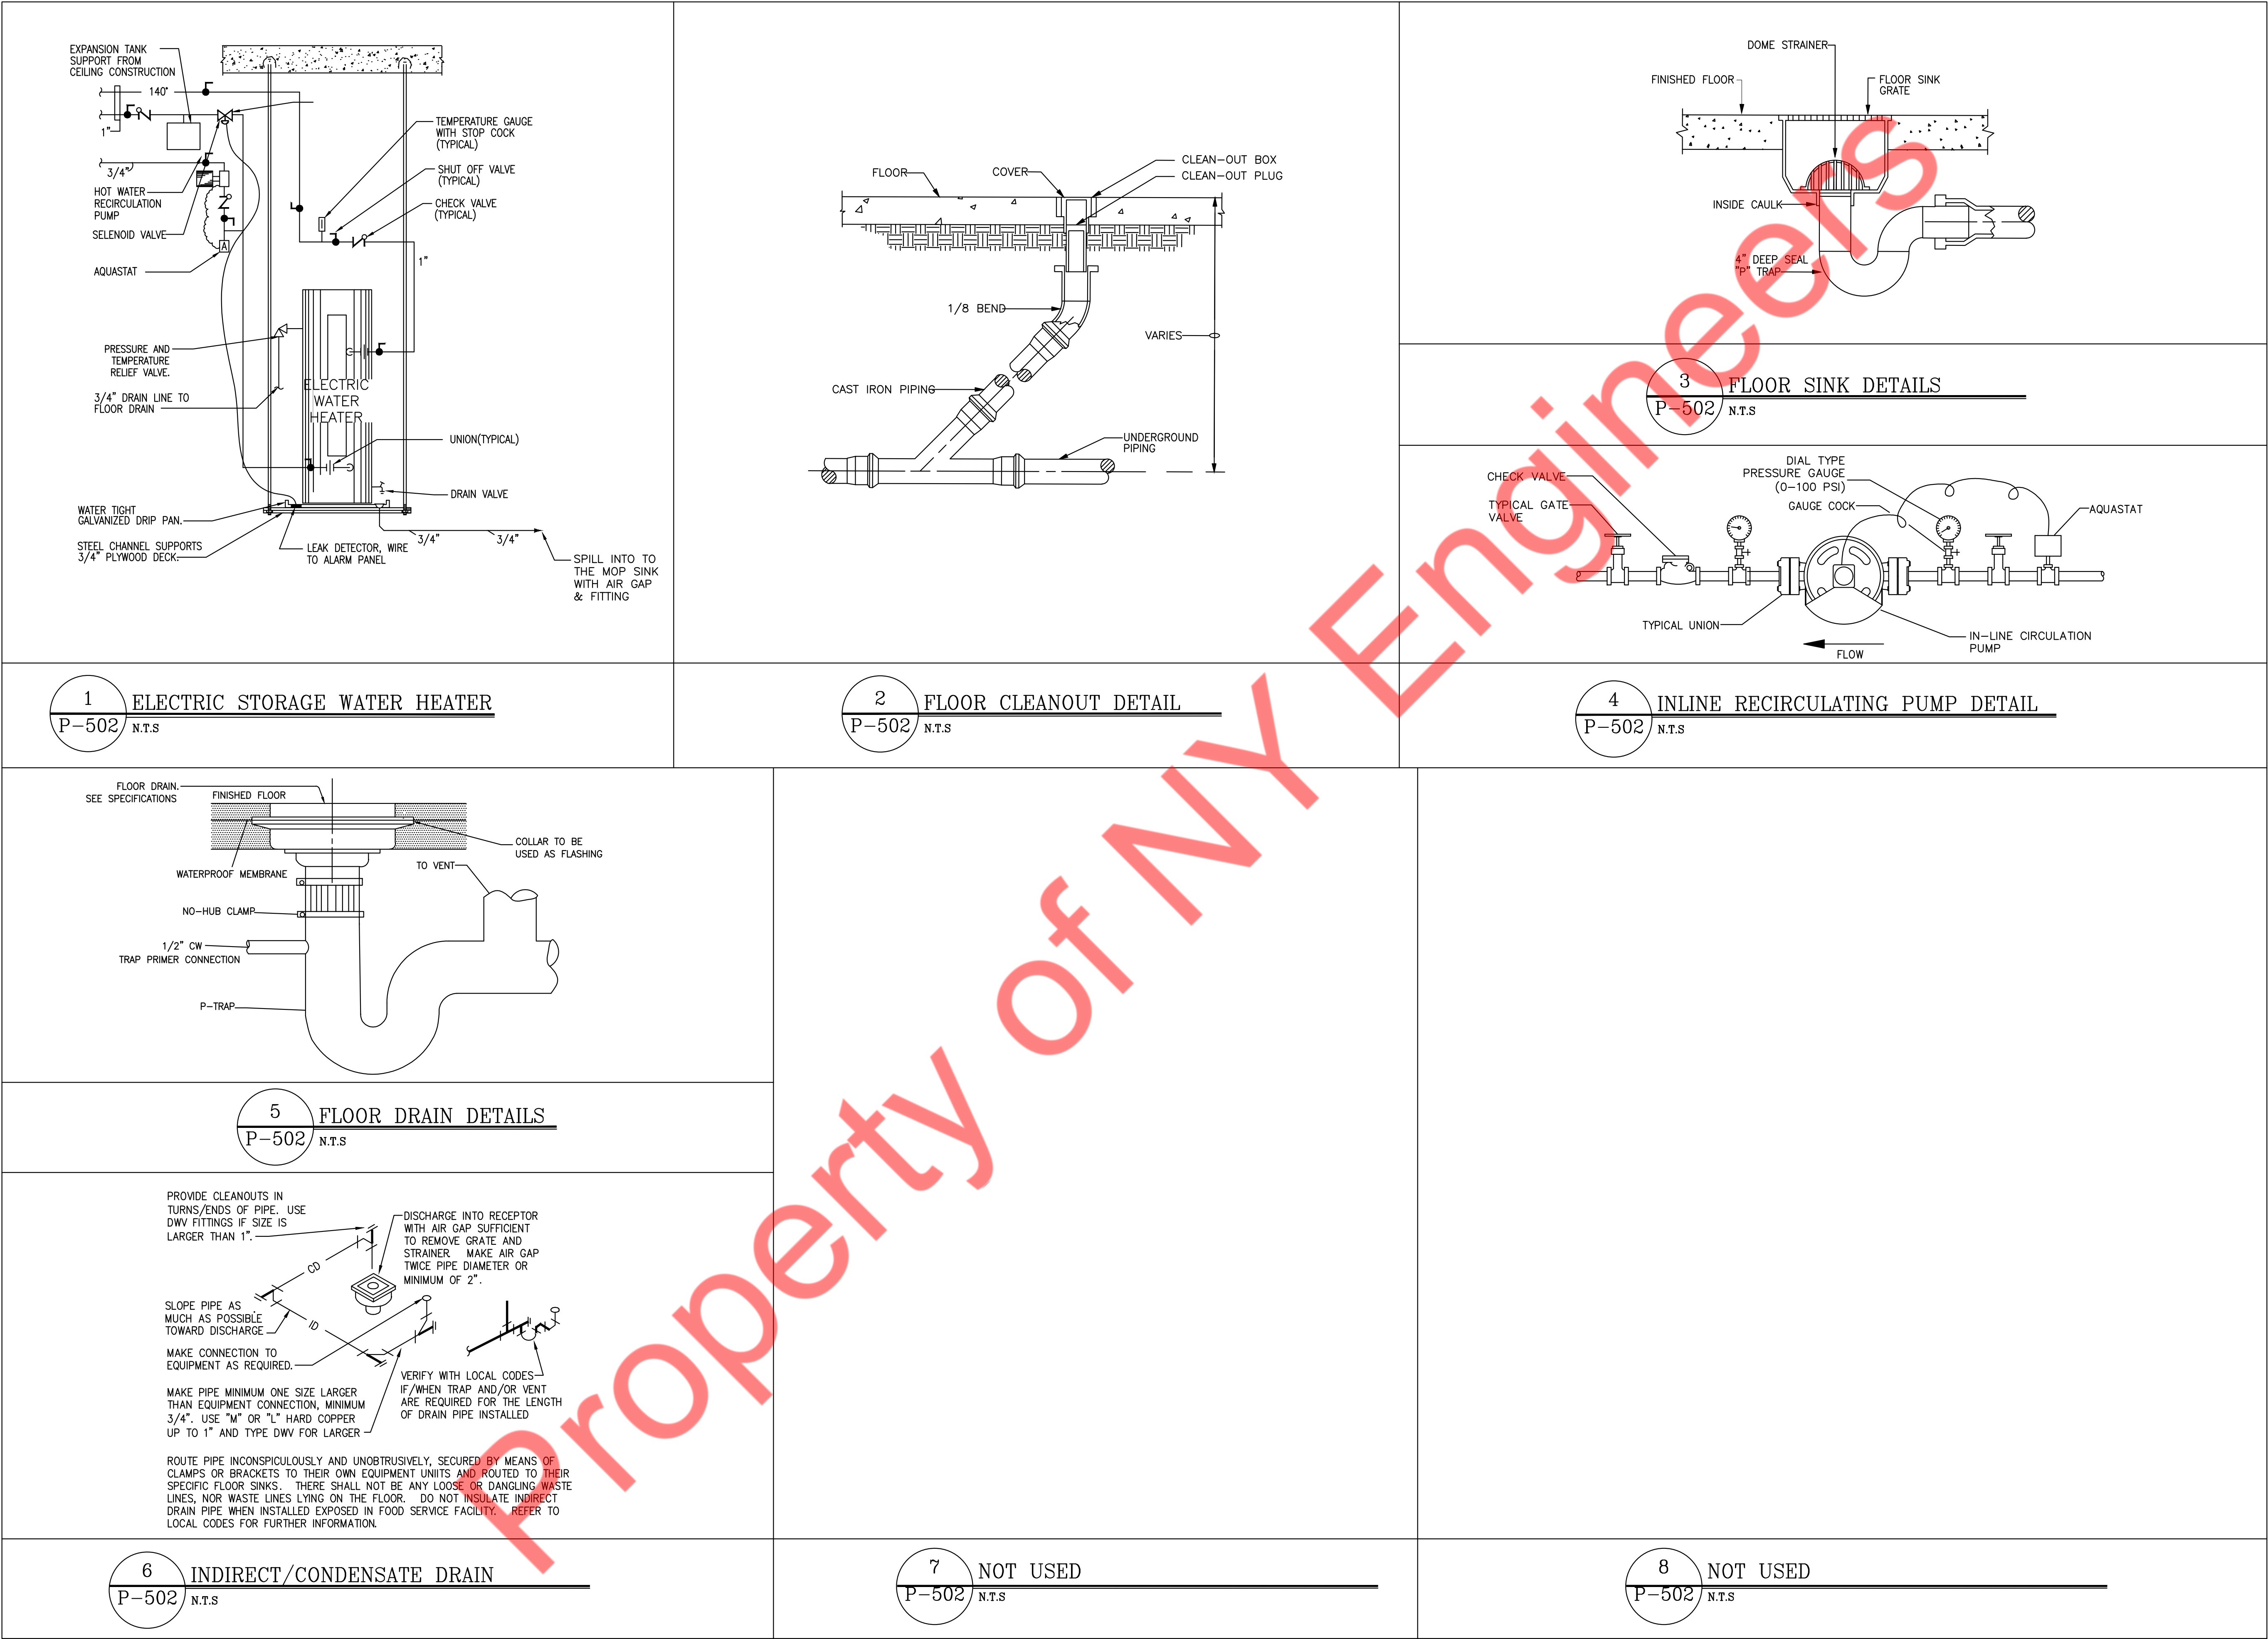 EXPANSION TANK
SUPPORT FROM
CEILING CONSTRUCTION
140°
1"
3/4"
HOT WATER
RECIRCULATION
PUMP
SELENOID VALVE
AQUASTAT
A
TEMPERATURE GAUGE
WITH STOP COCK
(TYPICAL)
SHUT OFF VALVE
(TYPICAL)
CHECK VALVE
(TYPICAL)
1"
PRESSURE AND
TEMPERATURE
RELIEF VALVE.
3/4" DRAIN LINE TO
FLOOR DRAIN
ELECTRIC
WATER
HEATER
UNION(TYPICAL)
DRAIN VALVE
WATER TIGHT
GALVANIZED DRIP PAN.
STEEL CHANNEL SUPPORTS
3/4" PLYWOOD DECK.
LEAK DETECTOR, WIRE
TO ALARM PANEL
3/4"
3/4"
SPILL INTO TO
THE MOP SINK
WITH AIR GAP
& FITTING
1
P-502
ELECTRIC STORAGE WATER HEATER
N.T.S
FLOOR
COVER
CLEAN-OUT BOX
CLEAN-OUT PLUG
1/8 BEND
VARIES
CAST IRON PIPING
UNDERGROUND
PIPING
2
P-502
FLOOR CLEANOUT DETAIL
N.T.S
DOME STRAINER
FINISHED FLOOR
FLOOR SINK
GRATE
INSIDE CAULK
4" DEEP SEAL
"P" TRAP
3
P-502
FLOOR SINK DETAILS
N.T.S
CHECK VALVE
TYPICAL GATE
VALVE
DIAL TYPE
PRESSURE GAUGE
(0-100 PSI)
GAUGE COCK
AQUASTAT
TYPICAL UNION
FLOW
IN-LINE CIRCULATION
PUMP
4
P-502
INLINE RECIRCULATING PUMP DETAIL
N.T.S
FLOOR DRAIN.
SEE SPECIFICATIONS
FINISHED FLOOR
COLLAR TO BE
USED AS FLASHING
TO VENT
WATERPROOF MEMBRANE
NO-HUB CLAMP
1/2" CW
TRAP PRIMER CONNECTION
P-TRAP
5
P-502
FLOOR DRAIN DETAILS
N.T.S
PROVIDE CLEANOUTS IN
TURNS/ENDS OF PIPE. USE
DWV FITTINGS IF SIZE IS
LARGER THAN 1".
DISCHARGE INTO RECEPTOR
WITH AIR GAP SUFFICIENT
TO REMOVE GRATE AND
STRAINER. MAKE AIR GAP
TWICE PIPE DIAMETER OR
MINIMUM OF 2".
CD
SLOPE PIPE AS
MUCH AS POSSIBLE
TOWARD DISCHARGE
ID
MAKE CONNECTION TO
EQUIPMENT AS REQUIRED.
MAKE PIPE MINIMUM ONE SIZE LARGER
THAN EQUIPMENT CONNECTION, MINIMUM
3/4". USE "M" OR "L" HARD COPPER
UP TO 1" AND TYPE DWV FOR LARGER
VERIFY WITH LOCAL CODES
IF/WHEN TRAP AND/OR VENT
ARE REQUIRED FOR THE LENGTH
OF DRAIN PIPE INSTALLED
ROUTE PIPE INCONSPICULOUSLY AND UNOBTRUSIVELY, SECURED BY MEANS OF
CLAMPS OR BRACKETS TO THEIR OWN EQUIPMENT UNIITS AND ROUTED TO THEIR
SPECIFIC FLOOR SINKS. THERE SHALL NOT BE ANY LOOSE OR DANGLING WASTE
LINES, NOR WASTE LINES LYING ON THE FLOOR. DO NOT INSULATE INDIRECT
DRAIN PIPE WHEN INSTALLED EXPOSED IN FOOD SERVICE FACILITY. REFER TO
LOCAL CODES FOR FURTHER INFORMATION.
6
P-502
INDIRECT/CONDENSATE DRAIN
N.T.S
7
P-502
NOT USED
N.T.S
8
P-502
NOT USED
N.T.S
Property of NY Engineers